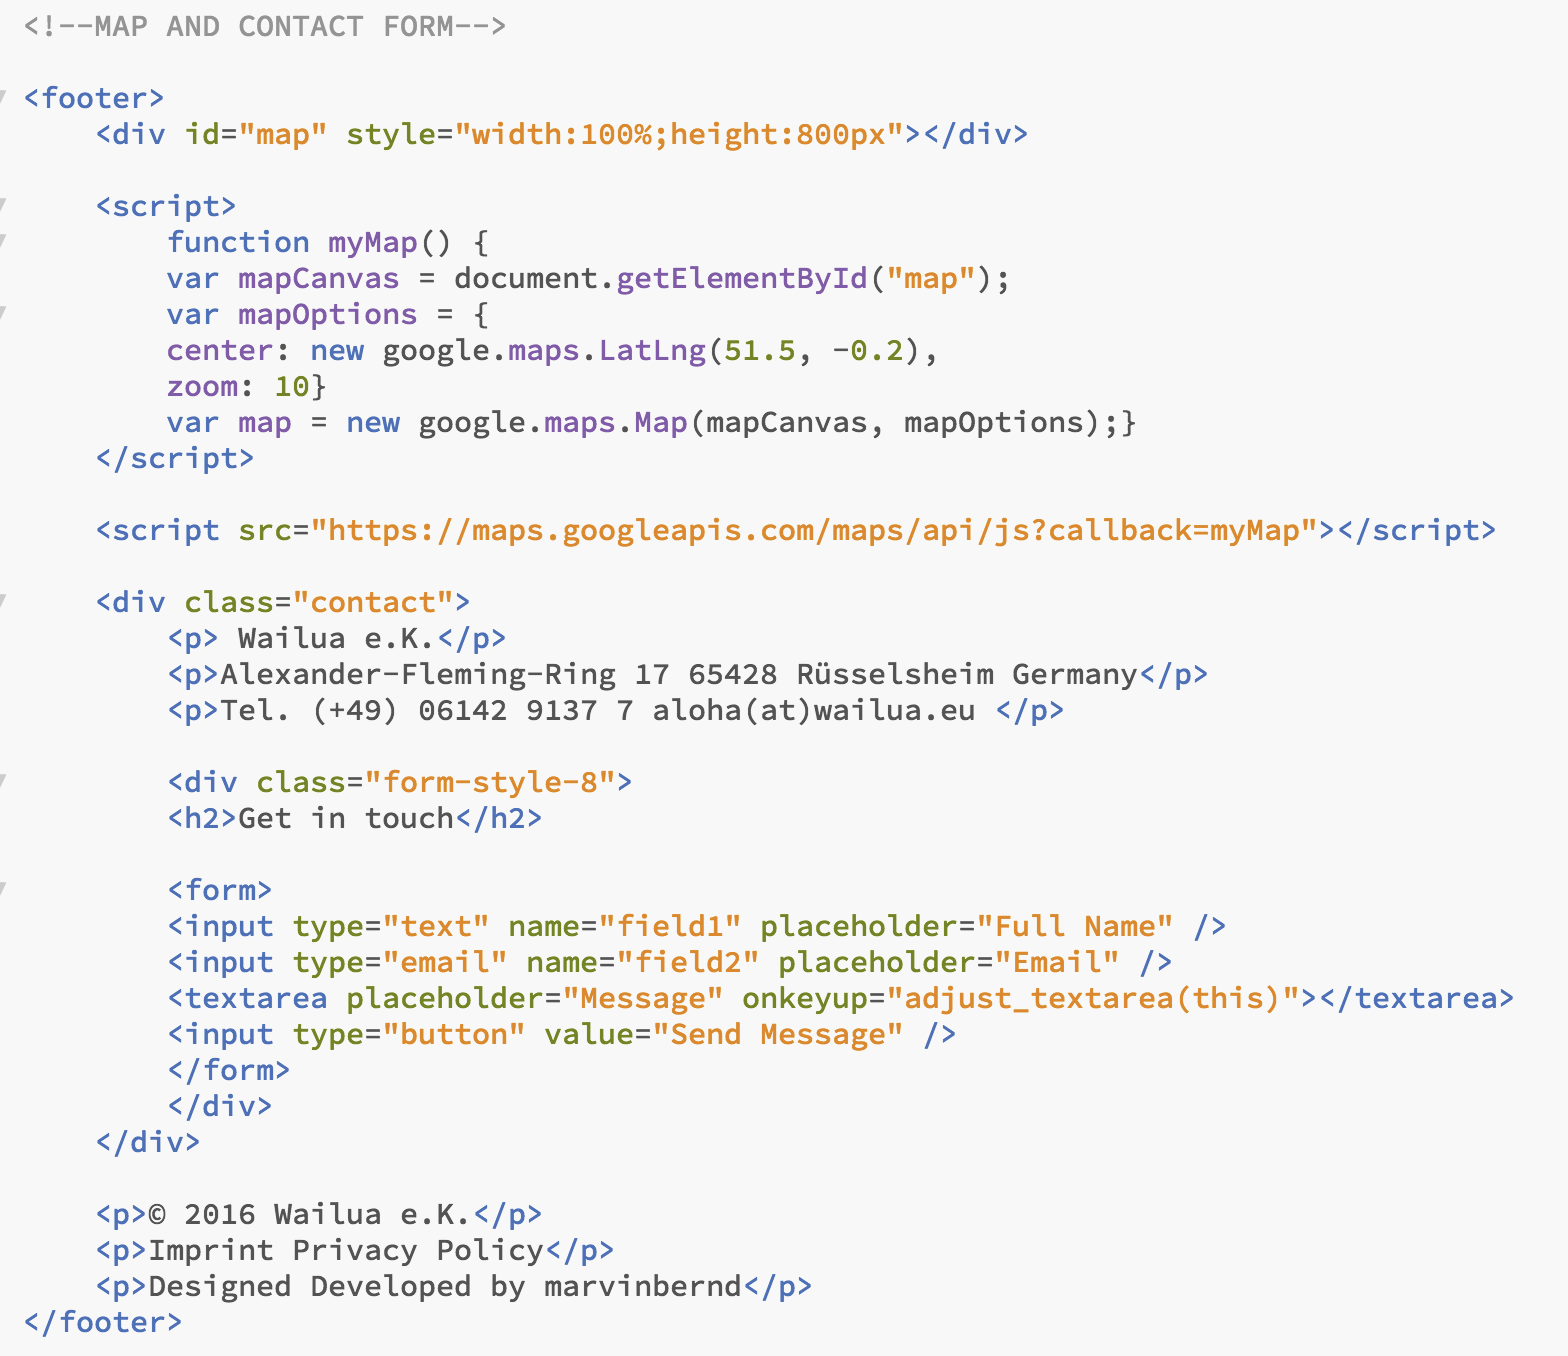 <!--MAP AND CONTACT FORM-->
<footer>
<div id="map" style="width:100%;height:800px"></div>
<script>
function myMap() {
var mapCanvas = document.getElementById("map");
var mapOptions = {
center: new google.maps.LatLng(51.5, -0.2),
zoom: 10}
var map = new google.maps.Map(mapCanvas, mapOptions);}
</script>
<script src="https://maps.googleapis.com/maps/api/js?callback=myMap"></script>
<div class="contact">
<p> Wailua e.K.</p>
<p>Alexander-Fleming-Ring 17 65428 Rüsselsheim Germany</p>
<p>Tel. (+49) 06142 9137 7 aloha(at)wailua.eu </p>
<div class="form-style-8">
<h2>Get in touch</h2>
<form>
<input type="text" name="field1" placeholder="Full Name" />
<input type="email" name="field2" placeholder="Email" />
<textarea placeholder="Message" onkeyup="adjust_textarea(this)"></textarea>
<input type="button" value="Send Message" />
</form>
</div>
</div>
<p>© 2016 Wailua e.K.</p>
<p>Imprint Privacy Policy</p>
<p>Designed Developed by marvinbernd</p>
</footer>